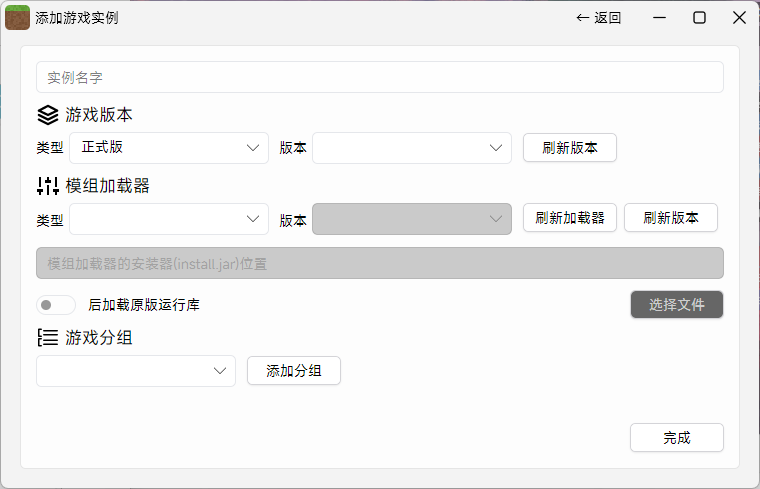 添加游戏实例 ← 返回
实例名字
游戏版本
类型 正式版 版本 刷新版本
模组加载器
类型 版本 刷新加载器 刷新版本
模组加载器的安装器(install.jar)位置
后加载原版运行库 选择文件
游戏分组
添加分组
完成